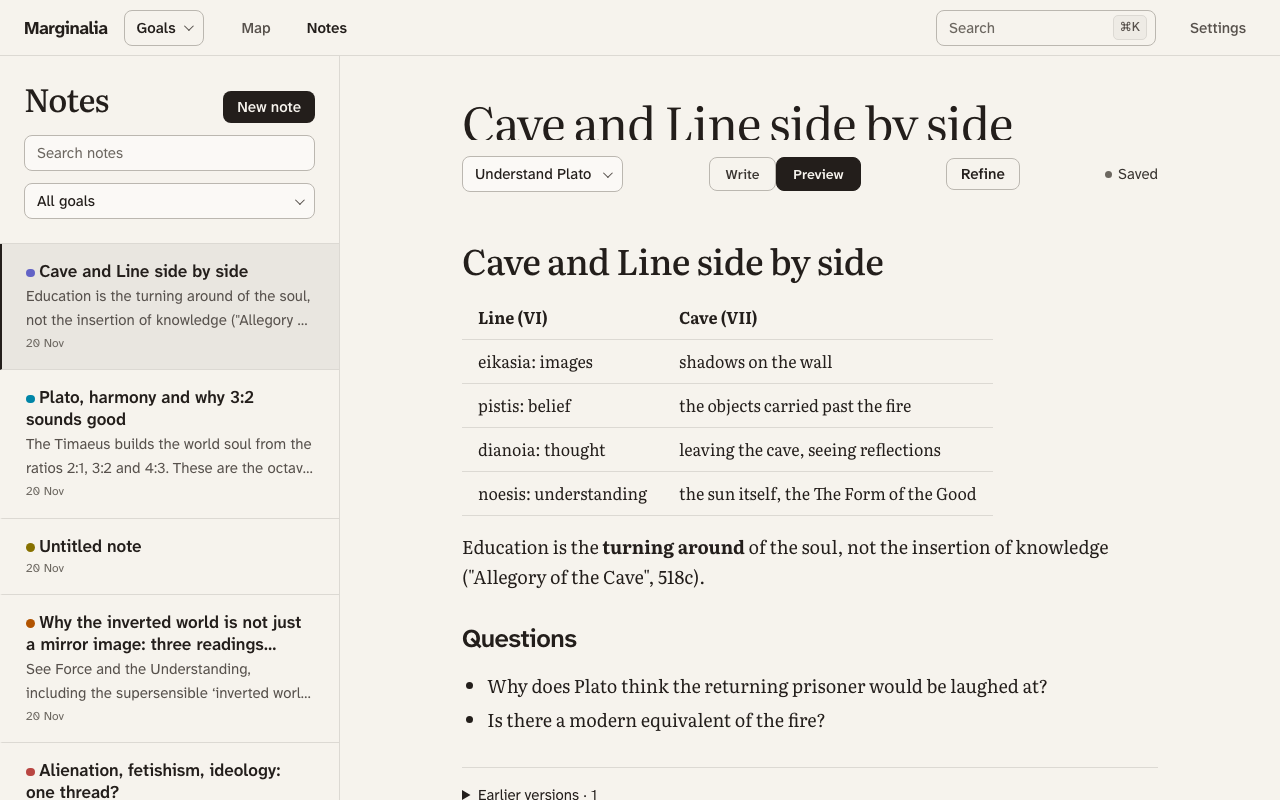 Marginalia Goals Map Notes Search ⌘K Settings
Notes
New note
Search notes
All goals
Cave and Line side by side
Education is the turning around of the soul,
not the insertion of knowledge ("Allegory ...
20 Nov
Plato, harmony and why 3:2
sounds good
The Timaeus builds the world soul from the
ratios 2:1, 3:2 and 4:3. These are the octav...
20 Nov
Untitled note
20 Nov
Why the inverted world is not just
a mirror image: three readings...
See Force and the Understanding,
including the supersensible ‘inverted worl...
20 Nov
Alienation, fetishism, ideology:
one thread?
Cave and Line side by side
Understand Plato Write Preview Refine Saved
Cave and Line side by side
Line (VI) Cave (VII)
eikasia: images shadows on the wall
pistis: belief the objects carried past the fire
dianoia: thought leaving the cave, seeing reflections
noesis: understanding the sun itself, the The Form of the Good
Education is the turning around of the soul, not the insertion of knowledge
("Allegory of the Cave", 518c).
Questions
Why does Plato think the returning prisoner would be laughed at?
Is there a modern equivalent of the fire?
Earlier versions · 1